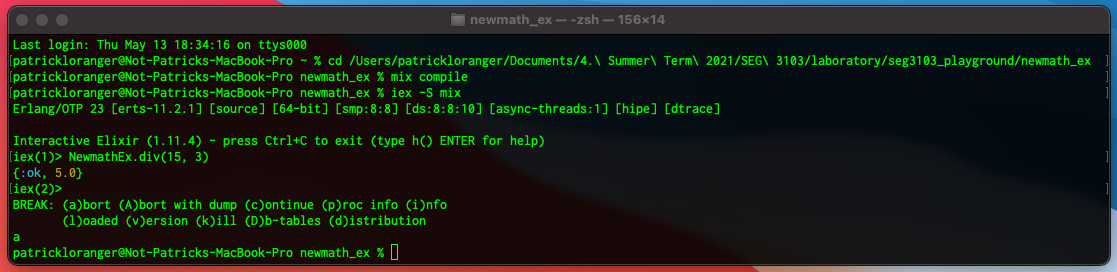 newmath_ex — -zsh — 156×14
Last login: Thu May 13 18:34:16 on ttys000
[patrickloranger@Not-Patricks-MacBook-Pro ~ % cd /Users/patrickloranger/Documents/4.\ Summer\ Term\ 2021/SEG\ 3103/laboratory/seg3103_playground/newmath_ex ]
[patrickloranger@Not-Patricks-MacBook-Pro newmath_ex % mix compile ]
[patrickloranger@Not-Patricks-MacBook-Pro newmath_ex % iex -S mix ]
Erlang/OTP 23 [erts-11.2.1] [source] [64-bit] [smp:8:8] [ds:8:8:10] [async-threads:1] [hipe] [dtrace]
Interactive Elixir (1.11.4) - press Ctrl+C to exit (type h() ENTER for help)
[iex(1)> NewmathEx.div(15, 3) ]
{:ok, 5.0}
[iex(2)> ]
BREAK: (a)bort (A)bort with dump (c)ontinue (p)roc info (i)nfo
(l)oaded (v)ersion (k)ill (D)b-tables (d)istribution
a
patrickloranger@Not-Patricks-MacBook-Pro newmath_ex %